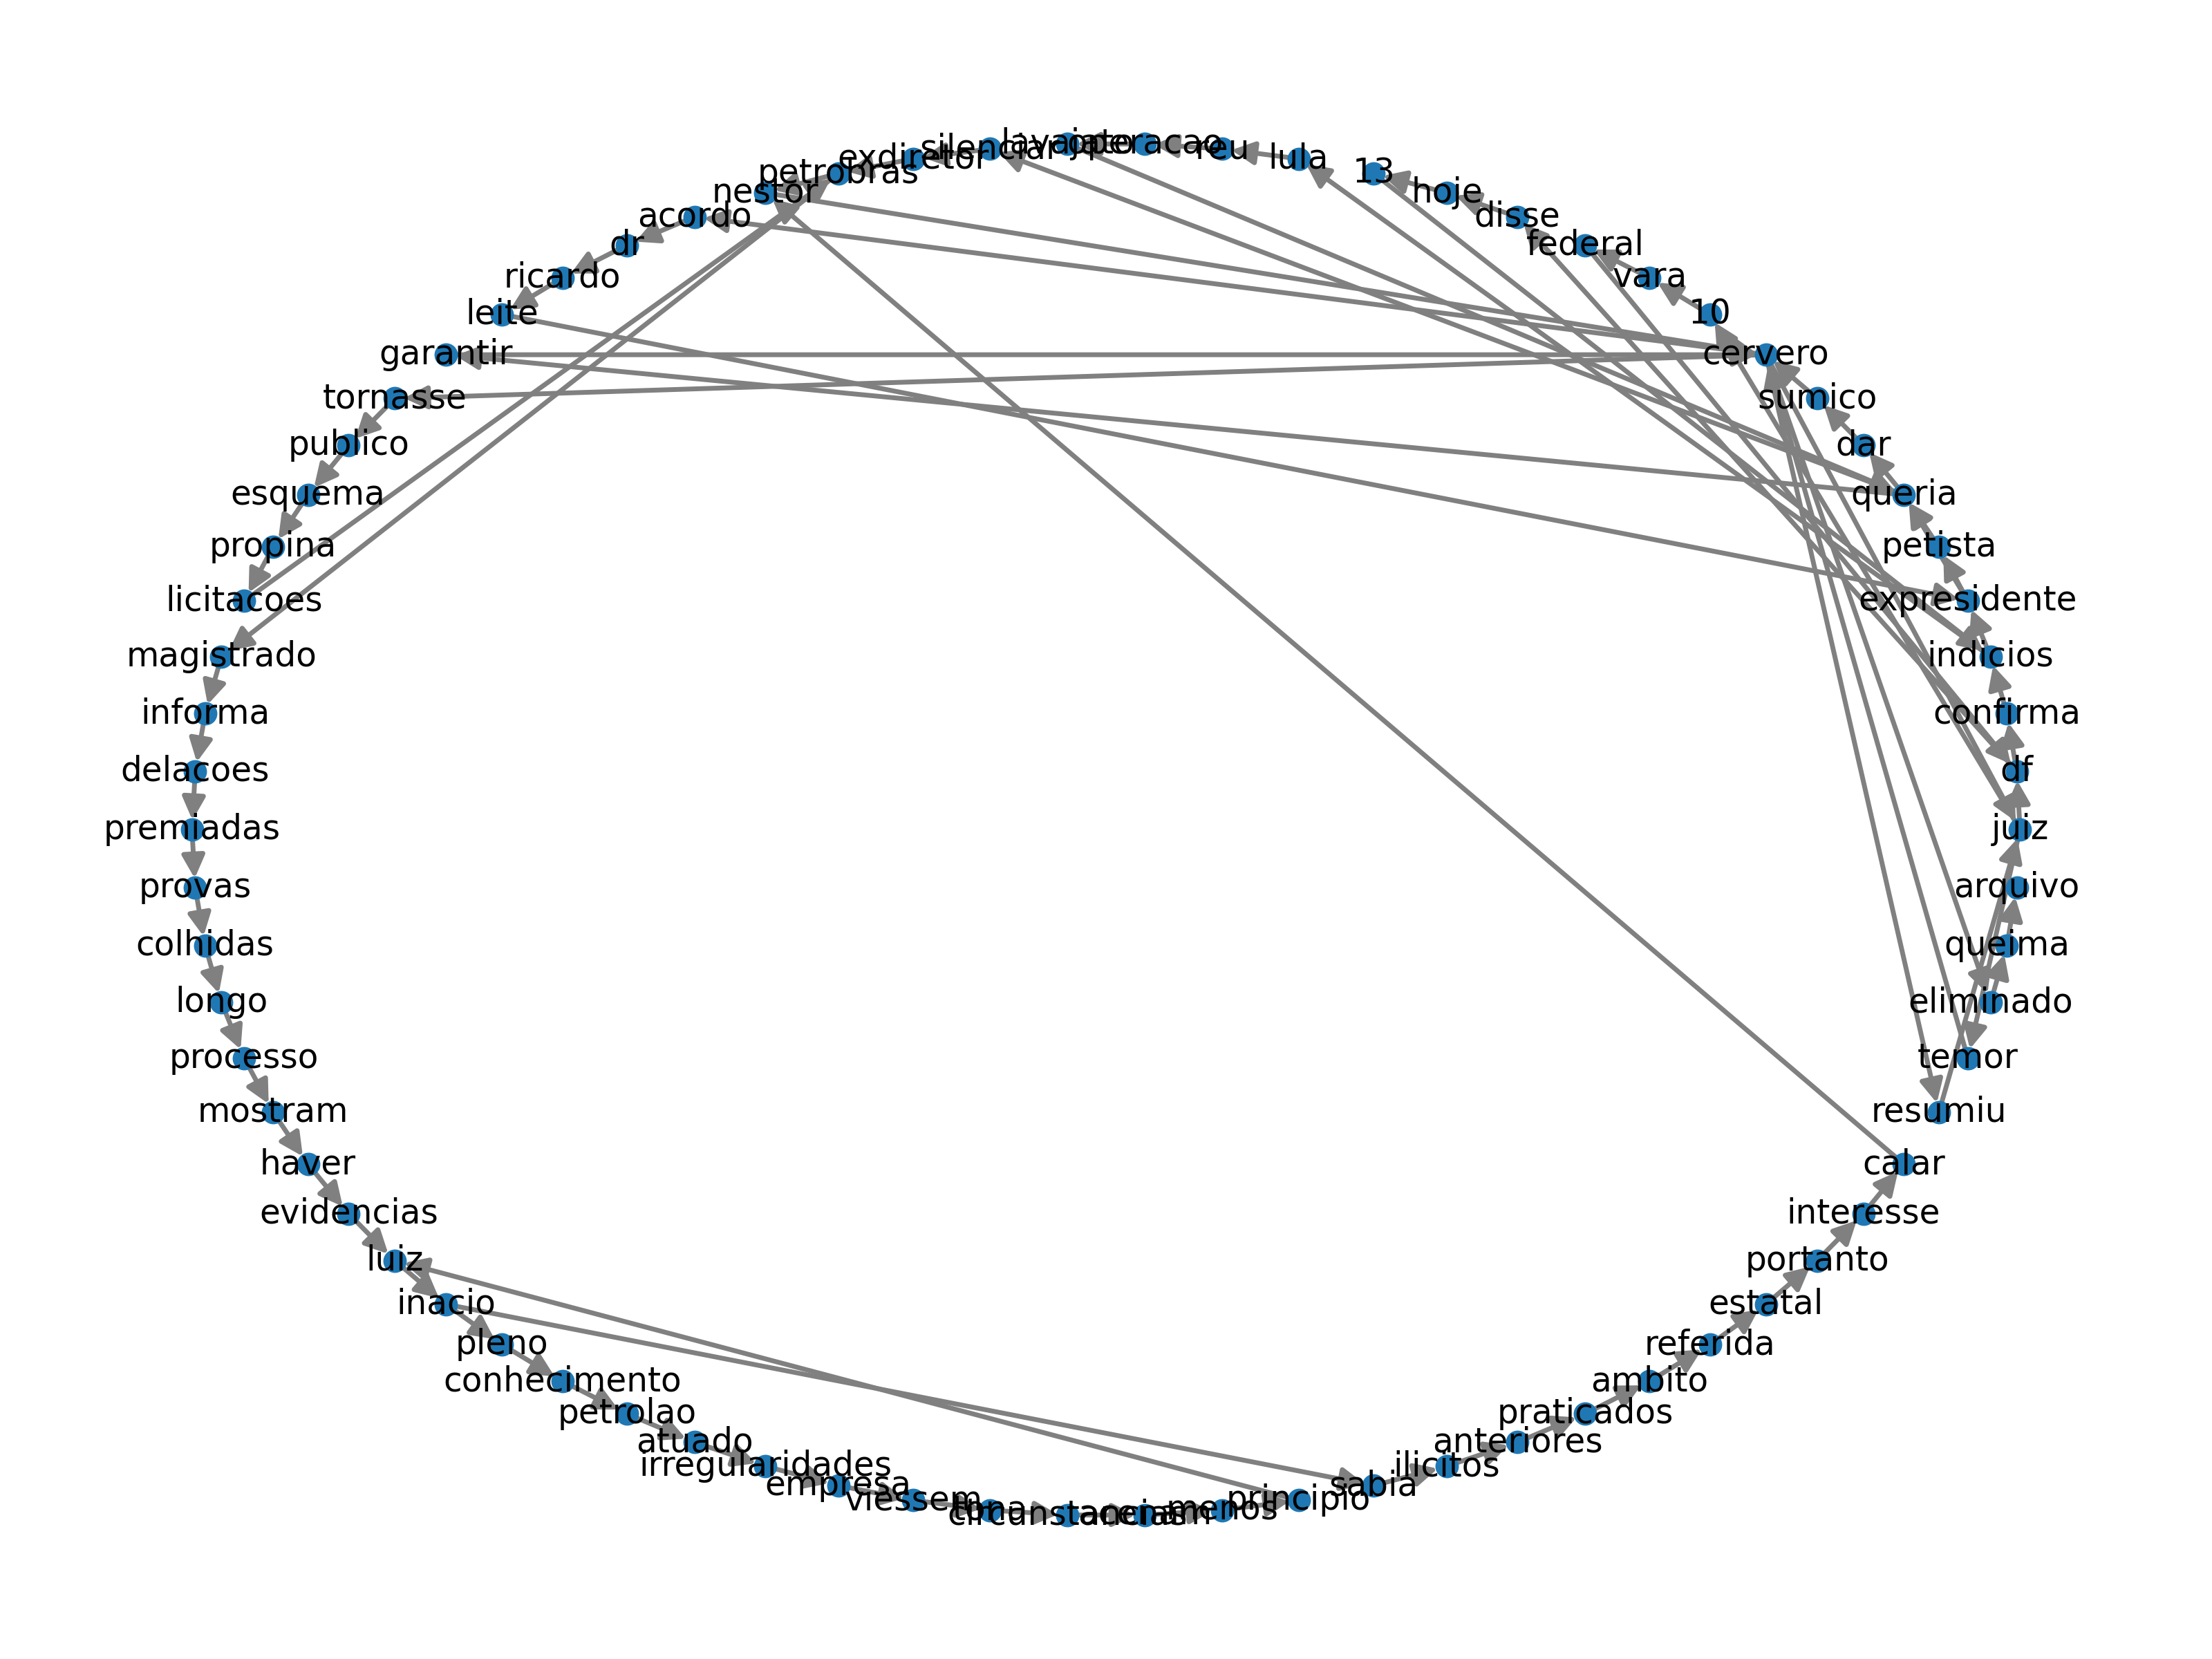 juiz
df
confirma
indicios
expresidente
petista
queria
dar
sumico
cervero
10
vara
federal
disse
hoje
13
lula
reu
operacao
lavajato
silenciar
exdiretor
petrobras
nestor
acordo
dr
ricardo
leite
garantir
tornasse
publico
esquema
propina
licitacoes
magistrado
informa
delacoes
premiadas
provas
colhidas
longo
processo
mostram
haver
evidencias
luiz
inacio
pleno
conhecimento
petrolao
atuado
irregularidades
empresa
viessem
tona
circunstancias
menos
principio
sabia
ilicitos
anteriores
praticados
ambito
referida
estatal
portanto
interesse
calar
resumiu
temor
eliminado
queima
arquivo